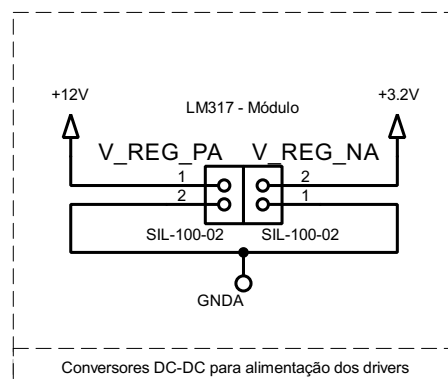 +12V
+3.2V
LM317 - Módulo
V_REG_PA
V_REG_NA
1
2
2
1
SIL-100-02
SIL-100-02
GNDA
Conversores DC-DC para alimentação dos drivers